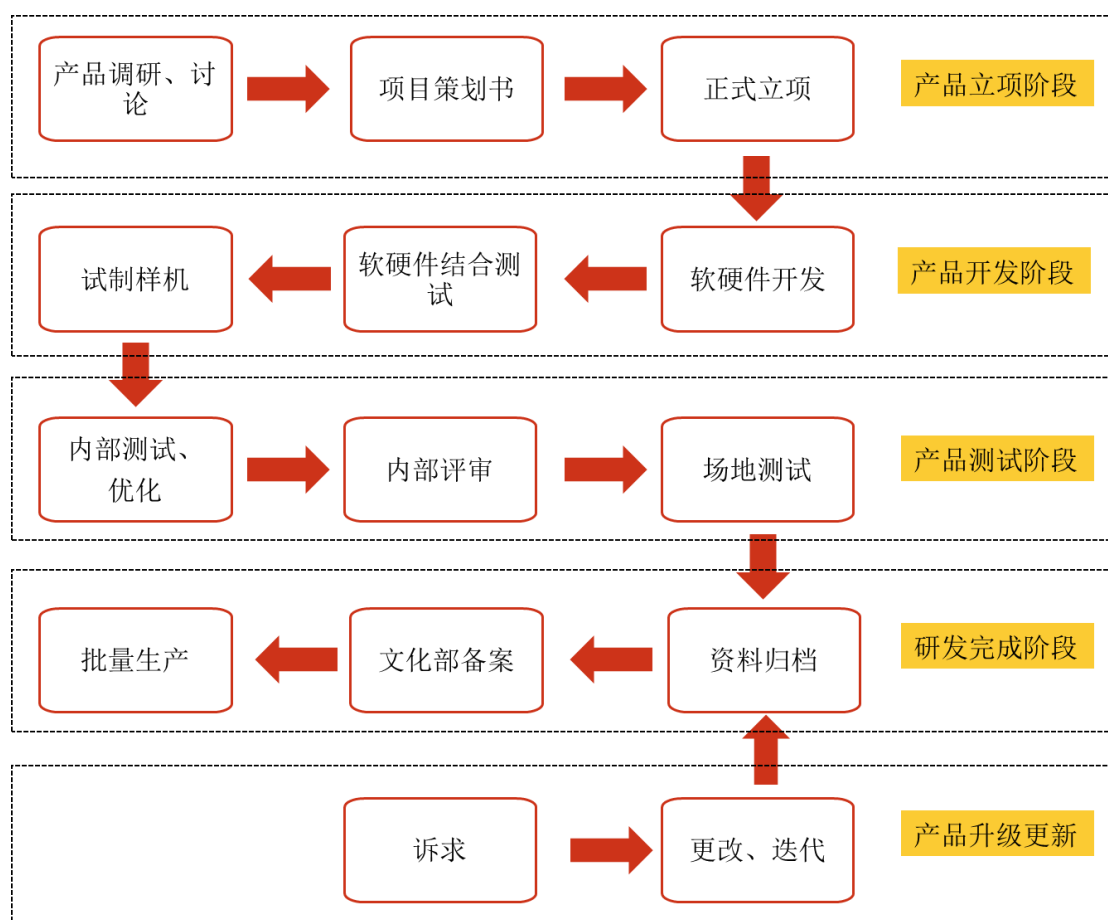 产品调研、讨
论
项目策划书
正式立项
产品立项阶段
试制样机
软硬件结合测
试
软硬件开发
产品开发阶段
内部测试、
优化
内部评审
场地测试
产品测试阶段
批量生产
文化部备案
资料归档
研发完成阶段
诉求
更改、迭代
产品升级更新